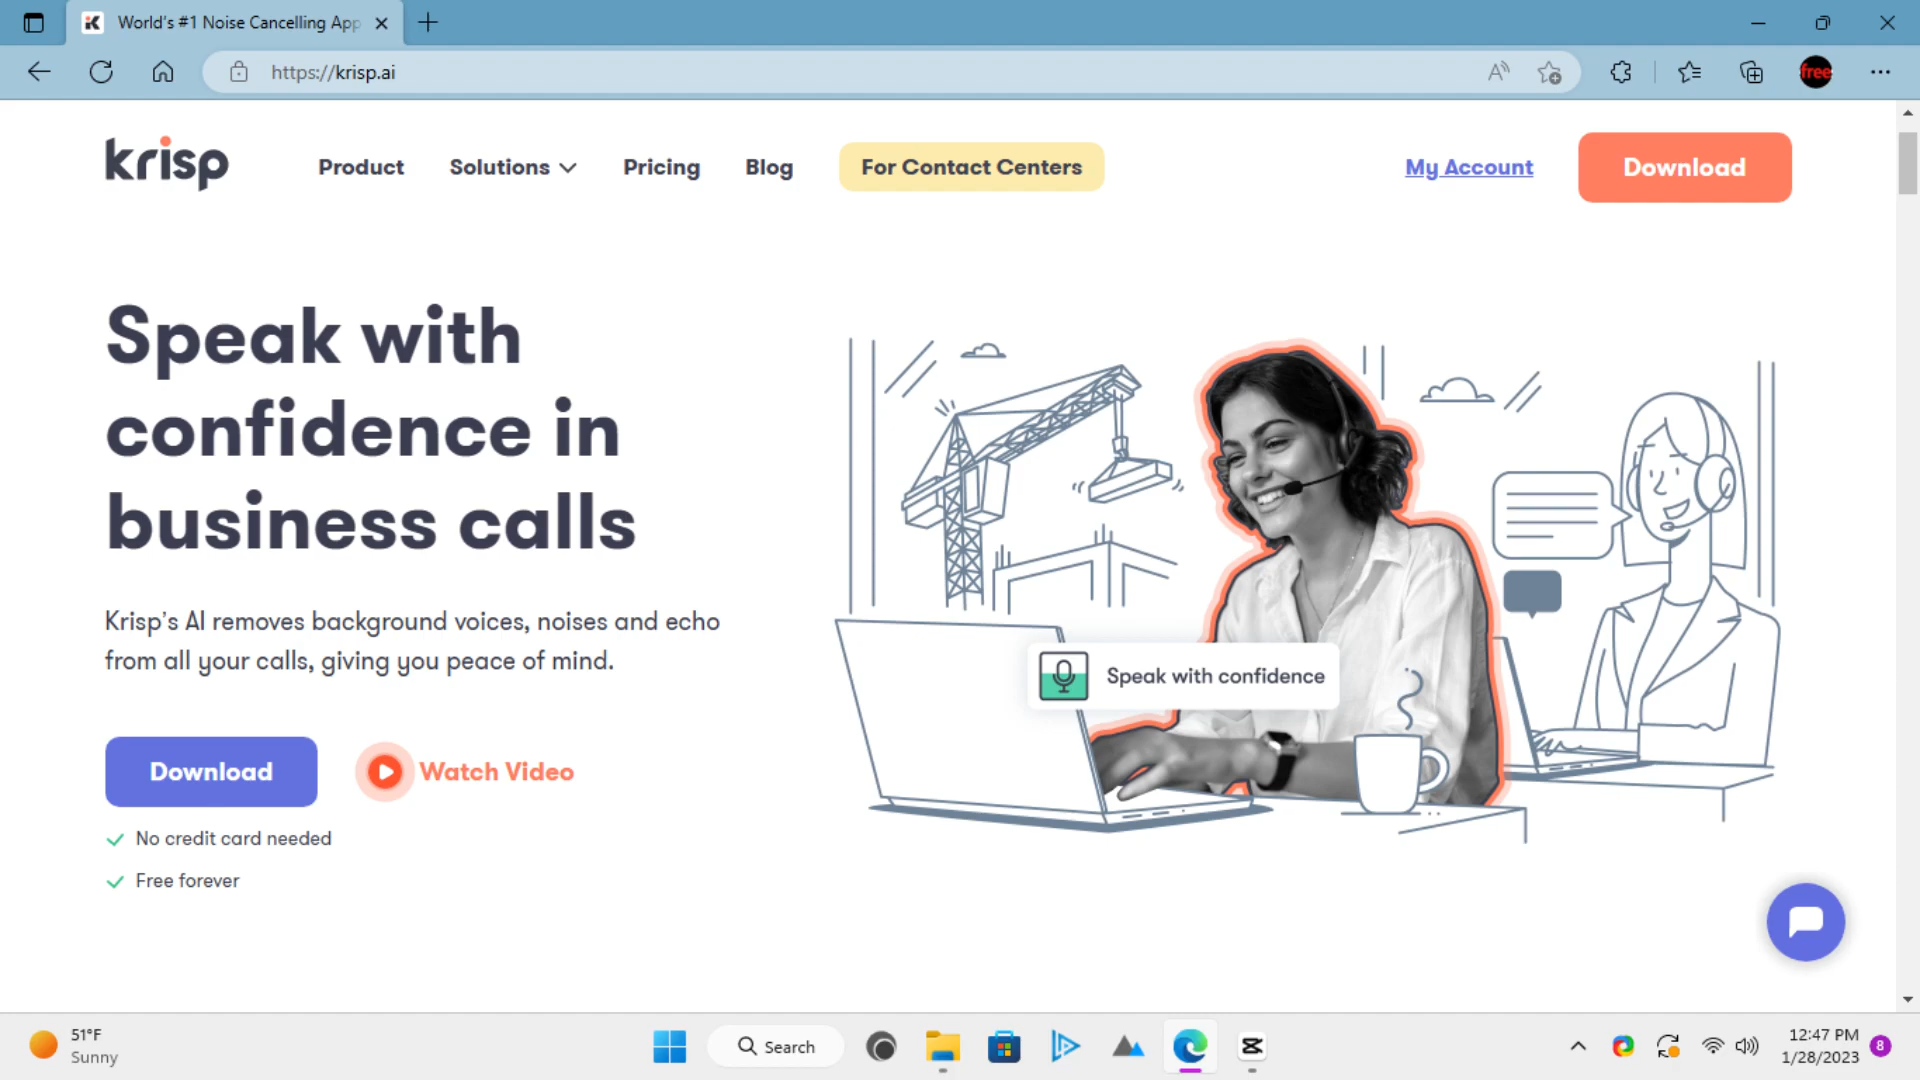 World's #1 Noise Cancelling App
https://krisp.ai
free
krisp
Product
Solutions
Pricing
Blog
For Contact Centers
My Account
Download
Speak with
confidence in
business calls
Krisp's AI removes background voices, noises and echo
from all your calls, giving you peace of mind.
Speak with confidence
Download
Watch Video
No credit card needed
Free forever
51°F
Sunny
Search
12:47 PM
1/28/2023
8